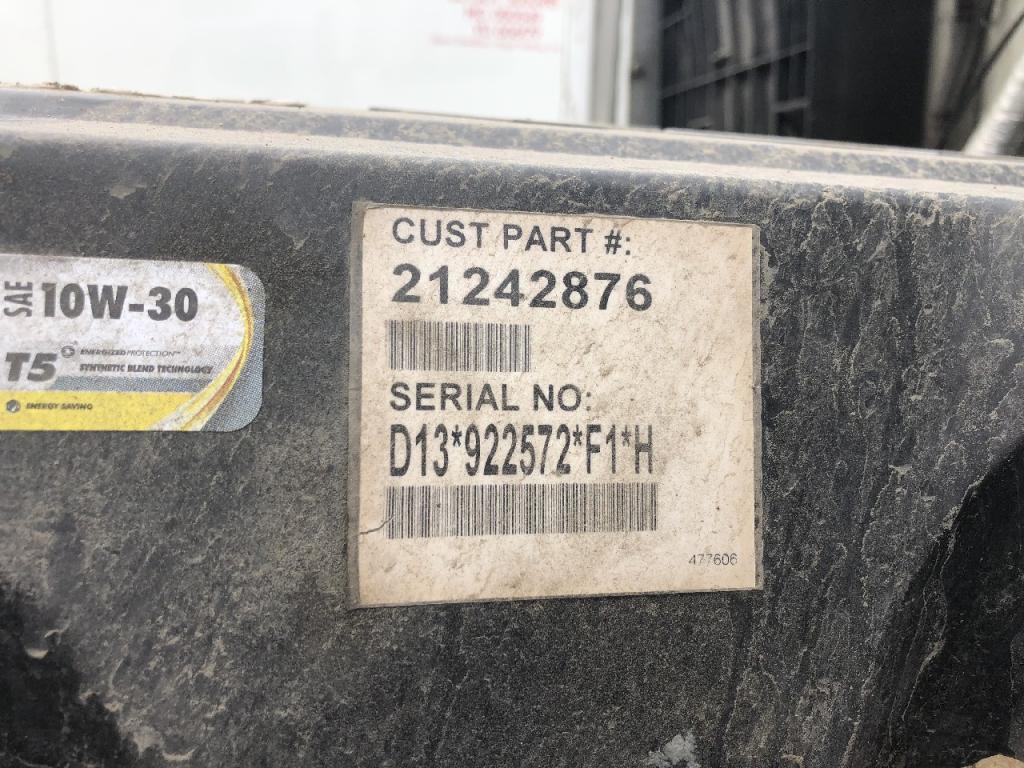 CUST PART #:
21242876
SERIAL NO:
D13*922572*F1*H
477606
SAE 10W-30
T5 ENERGIZED PROTECTION™
SYNTHETIC BLEND TECHNOLOGY
ENERGY SAVING